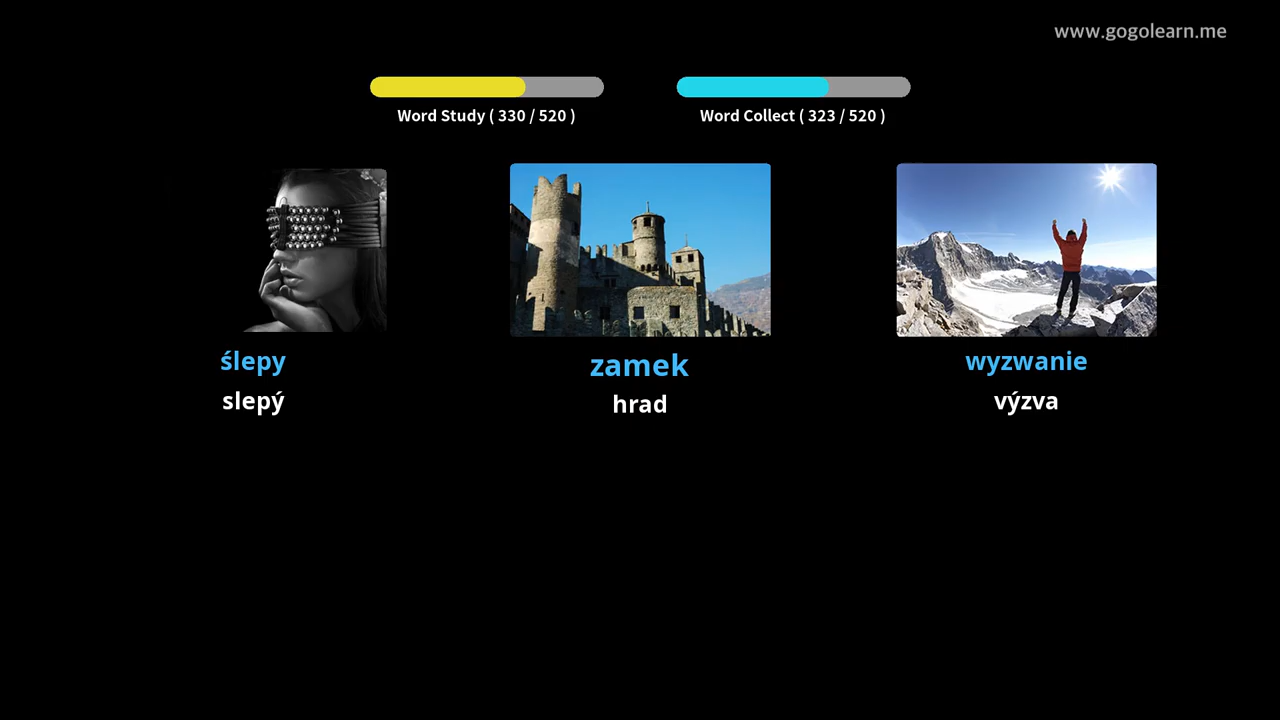 www.gogolearn.me
Word Study ( 330 / 520 )
Word Collect ( 323 / 520 )
ślepy
slepý
zamek
hrad
wyzwanie
výzva